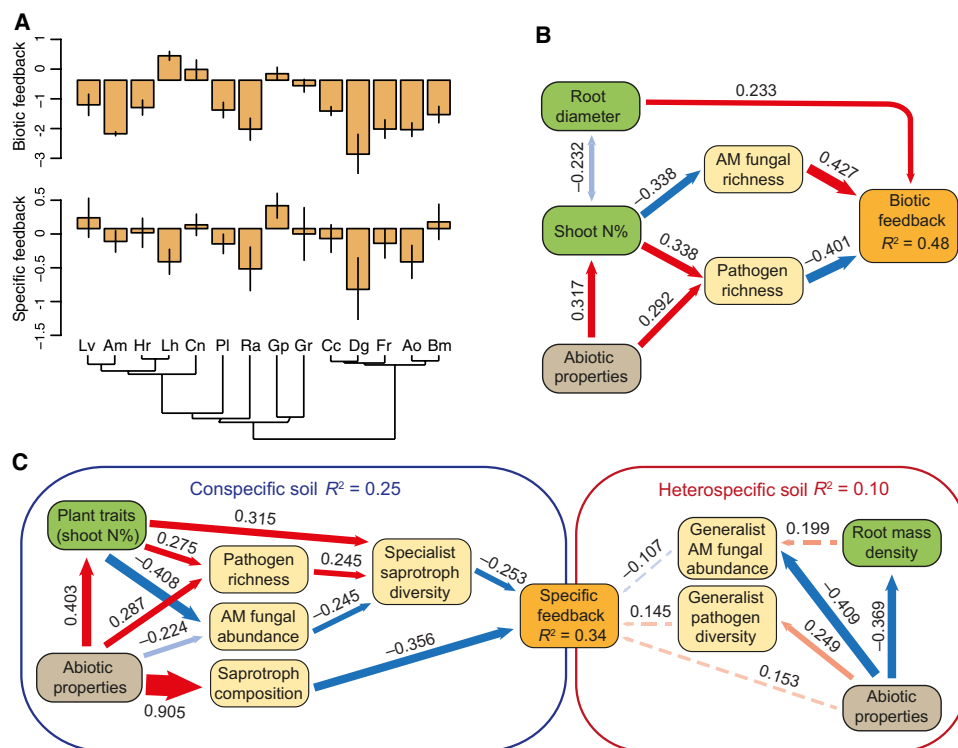 A
Biotic feedback
1
0
−1
−2
−3
Specific feedback
0.5
0
−0.5
−1
−1.5
Lv Am Hr Lh Cn Pl Ra Gp Gr Cc Dg Fr Ao Bm
B
Root
diameter
0.233
−0.232
AM fungal
richness
−0.338
0.427
Shoot N%
Biotic
feedback
R² = 0.48
0.338
−0.401
Pathogen
richness
0.317
0.292
Abiotic
properties
C
Conspecific soil R² = 0.25
Plant traits
(shoot N%)
0.315
0.275
Pathogen
richness
0.245
Specialist
saprotroph
diversity
−0.253
−0.408
0.403
0.287
AM fungal
abundance
−0.245
−0.224
−0.356
Abiotic
properties
Saprotroph
composition
0.905
Specific
feedback
R² = 0.34
Heterospecific soil R² = 0.10
Generalist
AM fungal
abundance
0.199
Root mass
density
−0.107
Generalist
pathogen
diversity
0.145
−0.409
−0.369
0.249
0.153
Abiotic
properties